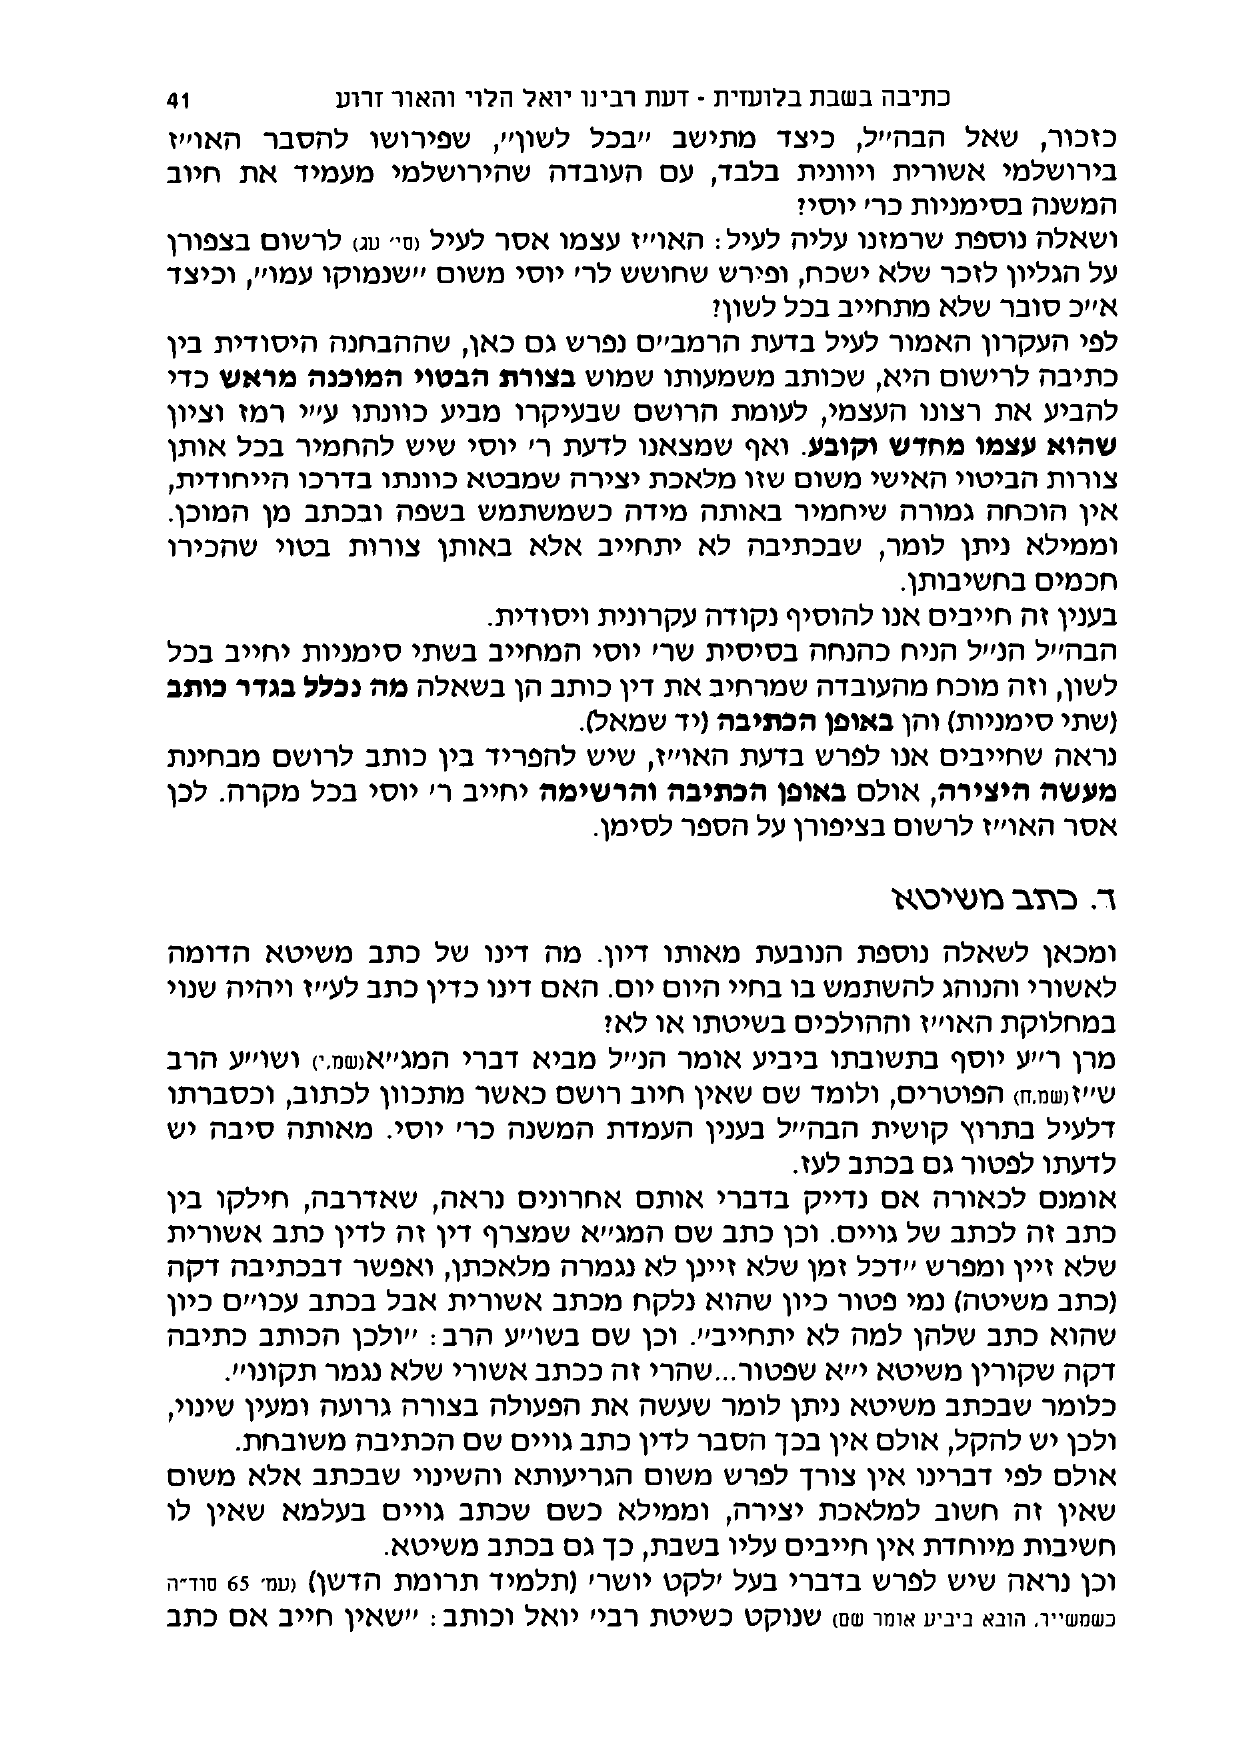 כתיבה בשבת בלועזית - דעת רבינו יואל הלוי והאור זרוע 41
כזכור, שאל הבה״ל, כיצד מתישב ״בכל לשון״, שפירושו להסבר האו״ז
בירושלמי אשורית ויוונית בלבד, עם העובדה שהירושלמי מעמיד את חיוב
המשנה בסימניות כר׳ יוסי?
ושאלה נוספת שרמזנו עליה לעיל: האו״ז עצמו אסר לעיל (סי׳ עג) לרשום בצפורן
על הגליון לזכר שלא ישכח, ופירש שחושש לר׳ יוסי משום ״שנמוקו עמו״, וכיצד
א״כ סובר שלא מתחייב בכל לשון?
לפי העקרון האמור לעיל בדעת הרמב״ם נפרש גם כאן, שההבחנה היסודית בין
כתיבה לרישום היא, שכותב משמעותו שמוש בצורת הבטוי המוכנה מראש כדי
להביע את רצונו העצמי, לעומת הרושם שבעיקרו מביע כוונתו ע״י רמז וציון
שהוא עצמו מחדש וקובע. ואף שמצאנו לדעת ר׳ יוסי שיש להחמיר בכל אותן
צורות הביטוי האישי משום שזו מלאכת יצירה שמבטא כוונתו בדרכו הייחודית,
אין הוכחה גמורה שיחמיר באותה מידה כשמשתמש בשפה ובכתב מן המוכן.
וממילא ניתן לומר, שבכתיבה לא יתחייב אלא באותן צורות בטוי שהכירו
חכמים בחשיבותן.
בענין זה חייבים אנו להוסיף נקודה עקרונית ויסודית.
הבה״ל הנ״ל הניח כהנחה בסיסית שר׳ יוסי המחייב בשתי סימניות יחייב בכל
לשון, וזה מוכח מהעובדה שמרחיב את דין כותב הן בשאלה מה נכלל בגדר כותב
(שתי סימניות) והן באופן הכתיבה (יד שמאל).
נראה שחייבים אנו לפרש בדעת האו״ז, שיש להפריד בין כותב לרושם מבחינת
מעשה היצירה, אולם באופן הכתיבה והרשימה יחייב ר׳ יוסי בכל מקרה. לכן
אסר האו״ז לרשום בציפורן על הספר לסימן.
ד. כתב משיטא
ומכאן לשאלה נוספת הנובעת מאותו דיון. מה דינו של כתב משיטא הדומה
לאשורי והנוהג להשתמש בו בחיי היום יום. האם דינו כדין כתב לע״ז ויהיה שנוי
במחלוקת האו״ז וההולכים בשיטתו או לא?
מרן ר״ע יוסף בתשובתו ביביע אומר הנ״ל מביא דברי המג״א(שמ,י) ושו״ע הרב
ש״ז(שמ,ח) הפוטרים, ולומד שם שאין חיוב רושם כאשר מתכוון לכתוב, וכסברתו
דלעיל בתרוץ קושית הבה״ל בענין העמדת המשנה כר׳ יוסי. מאותה סיבה יש
לדעתו לפטור גם בכתב לעז.
אומנם לכאורה אם נדייק בדברי אותם אחרונים נראה, שאדרבה, חילקו בין
כתב זה לכתב של גויים. וכן כתב שם המג״א שמצרף דין זה לדין כתב אשורית
שלא זיין ומפרש ״דכל זמן שלא זיינן לא נגמרה מלאכתן, ואפשר דבכתיבה דקה
(כתב משיטה) נמי פטור כיון שהוא נלקח מכתב אשורית אבל בכתב עכו״ם כיון
שהוא כתב שלהן למה לא יתחייב״. וכן שם בשו״ע הרב: ״ולכן הכותב כתיבה
דקה שקורין משיטא י״א שפטור...שהרי זה ככתב אשורי שלא נגמר תקונו״.
כלומר שבכתב משיטא ניתן לומר שעשה את הפעולה בצורה גרועה ומעין שינוי,
ולכן יש להקל, אולם אין בכך הסבר לדין כתב גויים שם הכתיבה משובחת.
אולם לפי דברינו אין צורך לפרש משום הגריעותא והשינוי שבכתב אלא משום
שאין זה חשוב למלאכת יצירה, וממילא כשם שכתב גויים בעלמא שאין לו
חשיבות מיוחדת אין חייבים עליו בשבת, כך גם בכתב משיטא.
וכן נראה שיש לפרש בדברי בעל ׳לקט יושר׳ (תלמיד תרומת הדשן) (עמ׳ 65 סוד״ה
כשמש״ר, הובא ביביע אומר שם) שנוקט כשיטת רבי׳ יואל וכותב: ״שאין חייב אם כתב